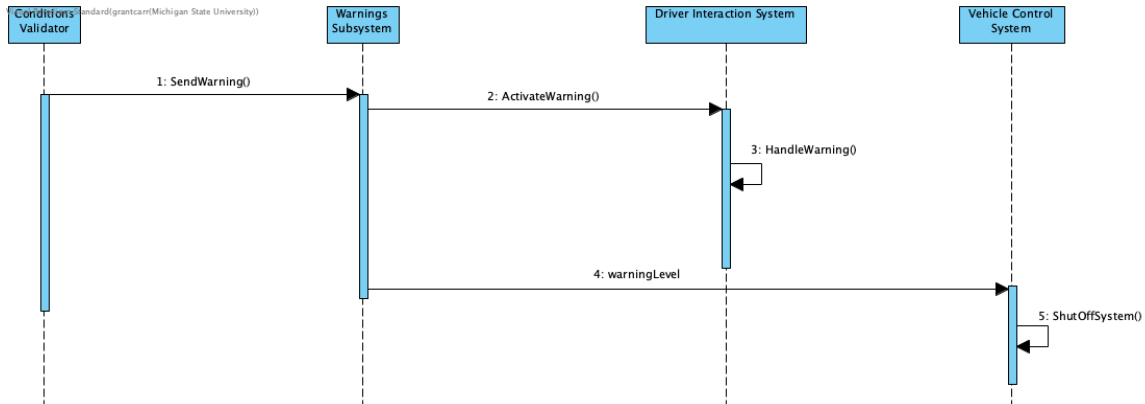 Standard(grantcarr(Michigan State University))
Conditions
Validator
Warnings
Subsystem
Driver Interaction System
Vehicle Control
System
1: SendWarning()
2: ActivateWarning()
3: HandleWarning()
4: warningLevel
5: ShutOffSystem()